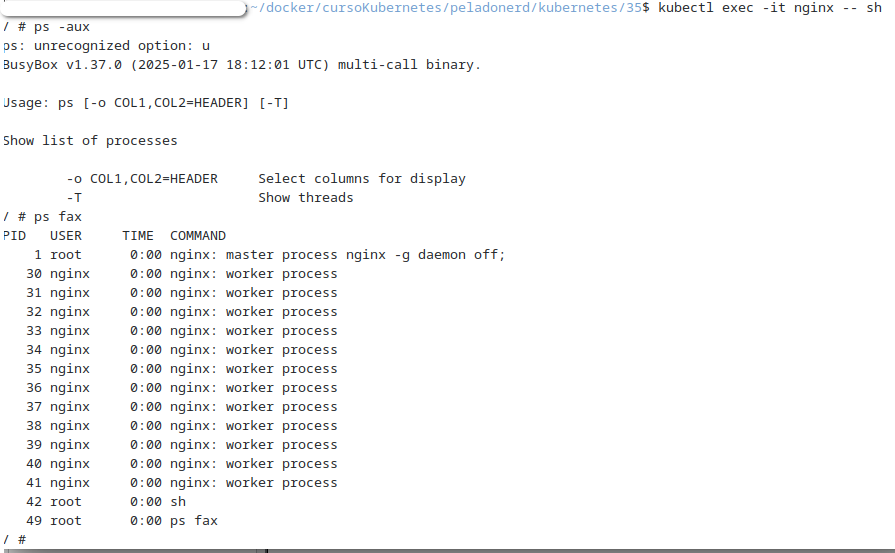 :~/docker/cursoKubernetes/peladonerd/kubernetes/35$ kubectl exec -it nginx -- sh
/ # ps -aux
ps: unrecognized option: u
BusyBox v1.37.0 (2025-01-17 18:12:01 UTC) multi-call binary.
Usage: ps [-o COL1,COL2=HEADER] [-T]
Show list of processes
-o COL1,COL2=HEADER     Select columns for display
-T                      Show threads
/ # ps fax
PID   USER     TIME  COMMAND
1 root      0:00 nginx: master process nginx -g daemon off;
30 nginx     0:00 nginx: worker process
31 nginx     0:00 nginx: worker process
32 nginx     0:00 nginx: worker process
33 nginx     0:00 nginx: worker process
34 nginx     0:00 nginx: worker process
35 nginx     0:00 nginx: worker process
36 nginx     0:00 nginx: worker process
37 nginx     0:00 nginx: worker process
38 nginx     0:00 nginx: worker process
39 nginx     0:00 nginx: worker process
40 nginx     0:00 nginx: worker process
41 nginx     0:00 nginx: worker process
42 root      0:00 sh
49 root      0:00 ps fax
/ #